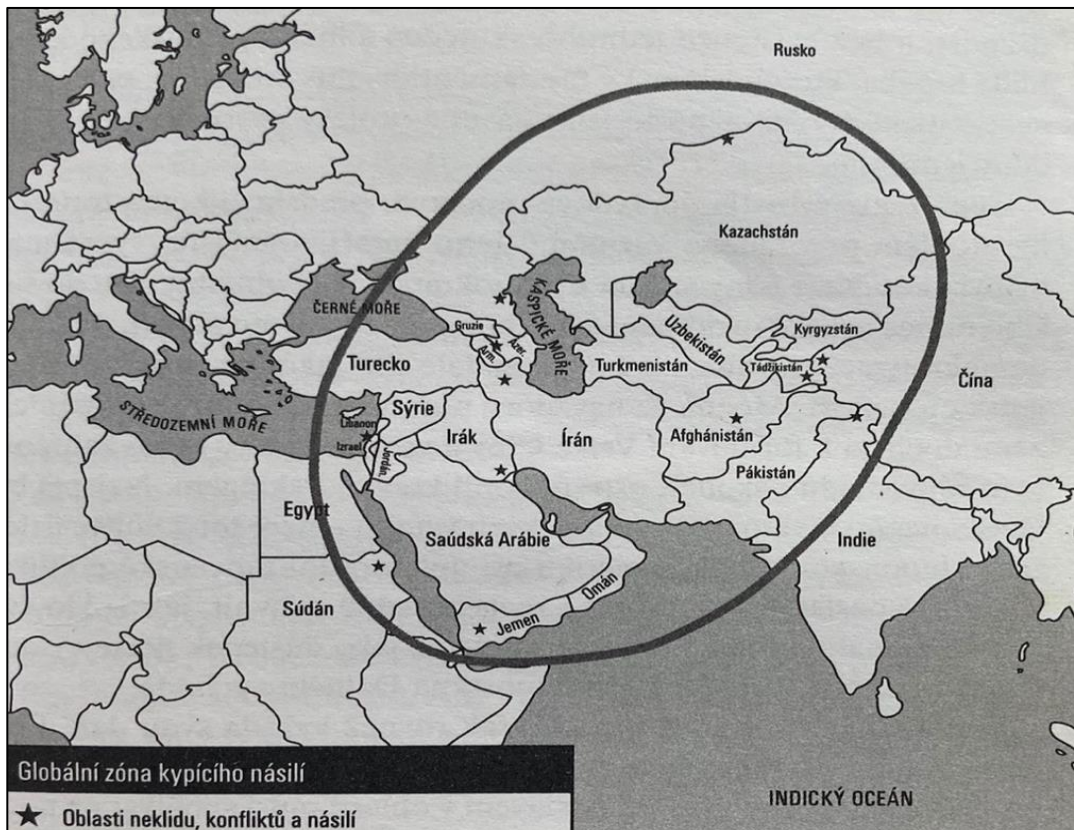 Rusko
Kazachstán
KASPICKÉ MOŘE
ČERNÉ MOŘE
Gruzie
Arm.
Azer.
Uzbekistán
Kyrgyzstán
Turecko
Turkmenistán
Tádžikistán
Čína
STŘEDOZEMNÍ MOŘE
Sýrie
Libanon
Izrael
Jordán.
Irák
Írán
Afghánistán
Pákistán
Egypt
Saúdská Arábie
Indie
Omán
Súdán
Jemen
INDICKÝ OCEÁN
Globální zóna kypícího násilí
Oblasti neklidu, konfliktů a násilí